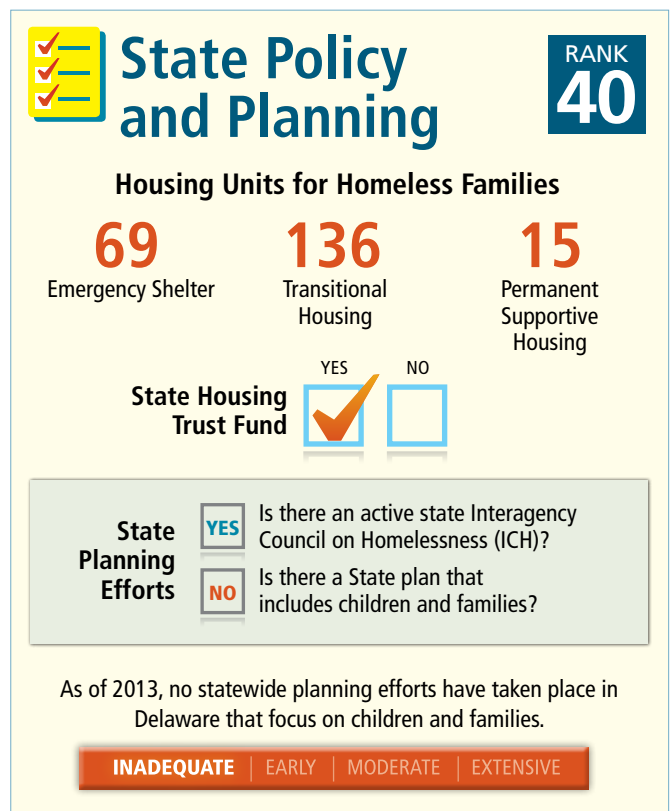 State Policy
and Planning
RANK
40
Housing Units for Homeless Families
69
Emergency Shelter
136
Transitional
Housing
15
Permanent
Supportive
Housing
YES
NO
State Housing
Trust Fund
State
Planning
Efforts
YES
Is there an active state Interagency
Council on Homelessness (ICH)?
NO
Is there a State plan that
includes children and families?
As of 2013, no statewide planning efforts have taken place in
Delaware that focus on children and families.
INADEQUATE | EARLY | MODERATE | EXTENSIVE